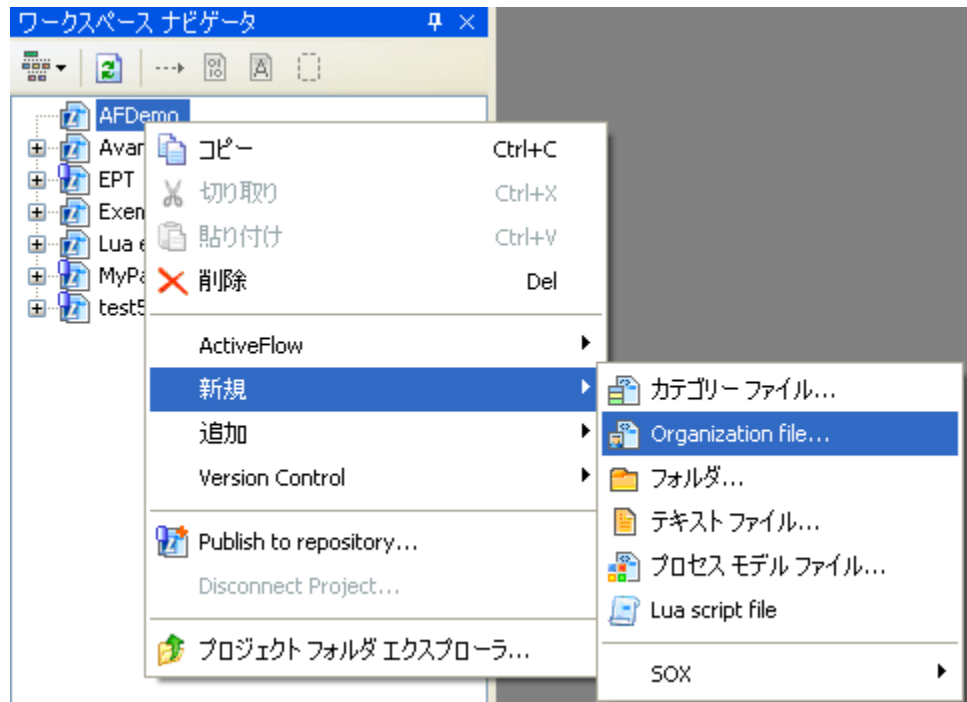 ワークスペース ナビゲータ
AFDemo
Avan
EPT
Exem
Lua e
MyPa
test5
コピー Ctrl+C
切り取り Ctrl+X
貼り付け Ctrl+V
削除 Del
ActiveFlow
新規
追加
Version Control
Publish to repository...
Disconnect Project...
プロジェクト フォルダ エクスプローラ...
カテゴリー ファイル...
Organization file...
フォルダ...
テキスト ファイル...
プロセス モデル ファイル...
Lua script file
SOX